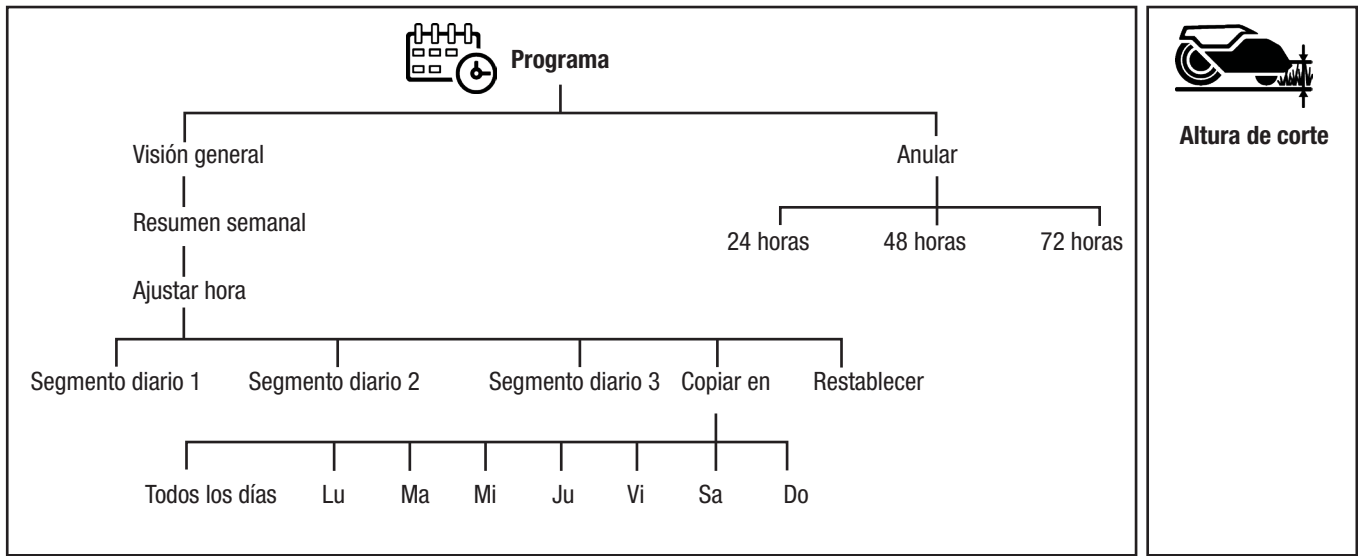 Programa
Visión general
Anular
Resumen semanal
24 horas 48 horas 72 horas
Ajustar hora
Segmento diario 1 Segmento diario 2 Segmento diario 3 Copiar en Restablecer
Todos los días Lu Ma Mi Ju Vi Sa Do
Altura de corte